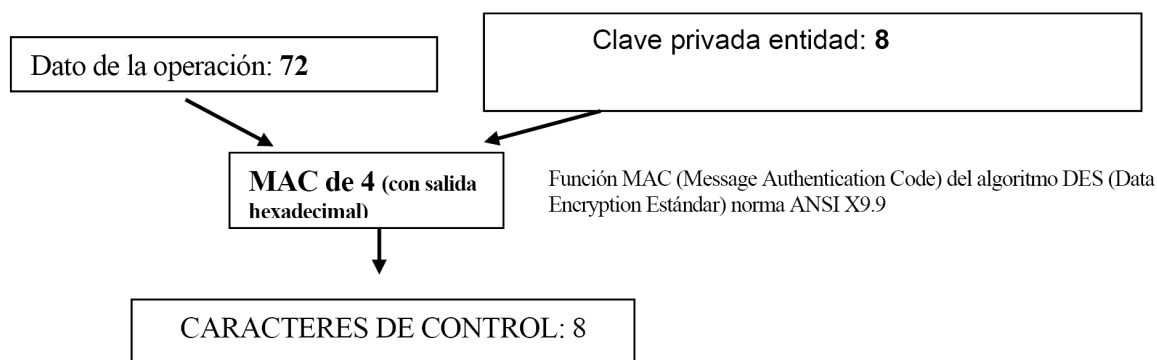 Clave privada entidad: 8
Dato de la operación: 72
MAC de 4 (con salida
hexadecimal)
Función MAC (Message Authentication Code) del algoritmo DES (Data
Encryption Estándar) norma ANSI X9.9
CARACTERES DE CONTROL: 8